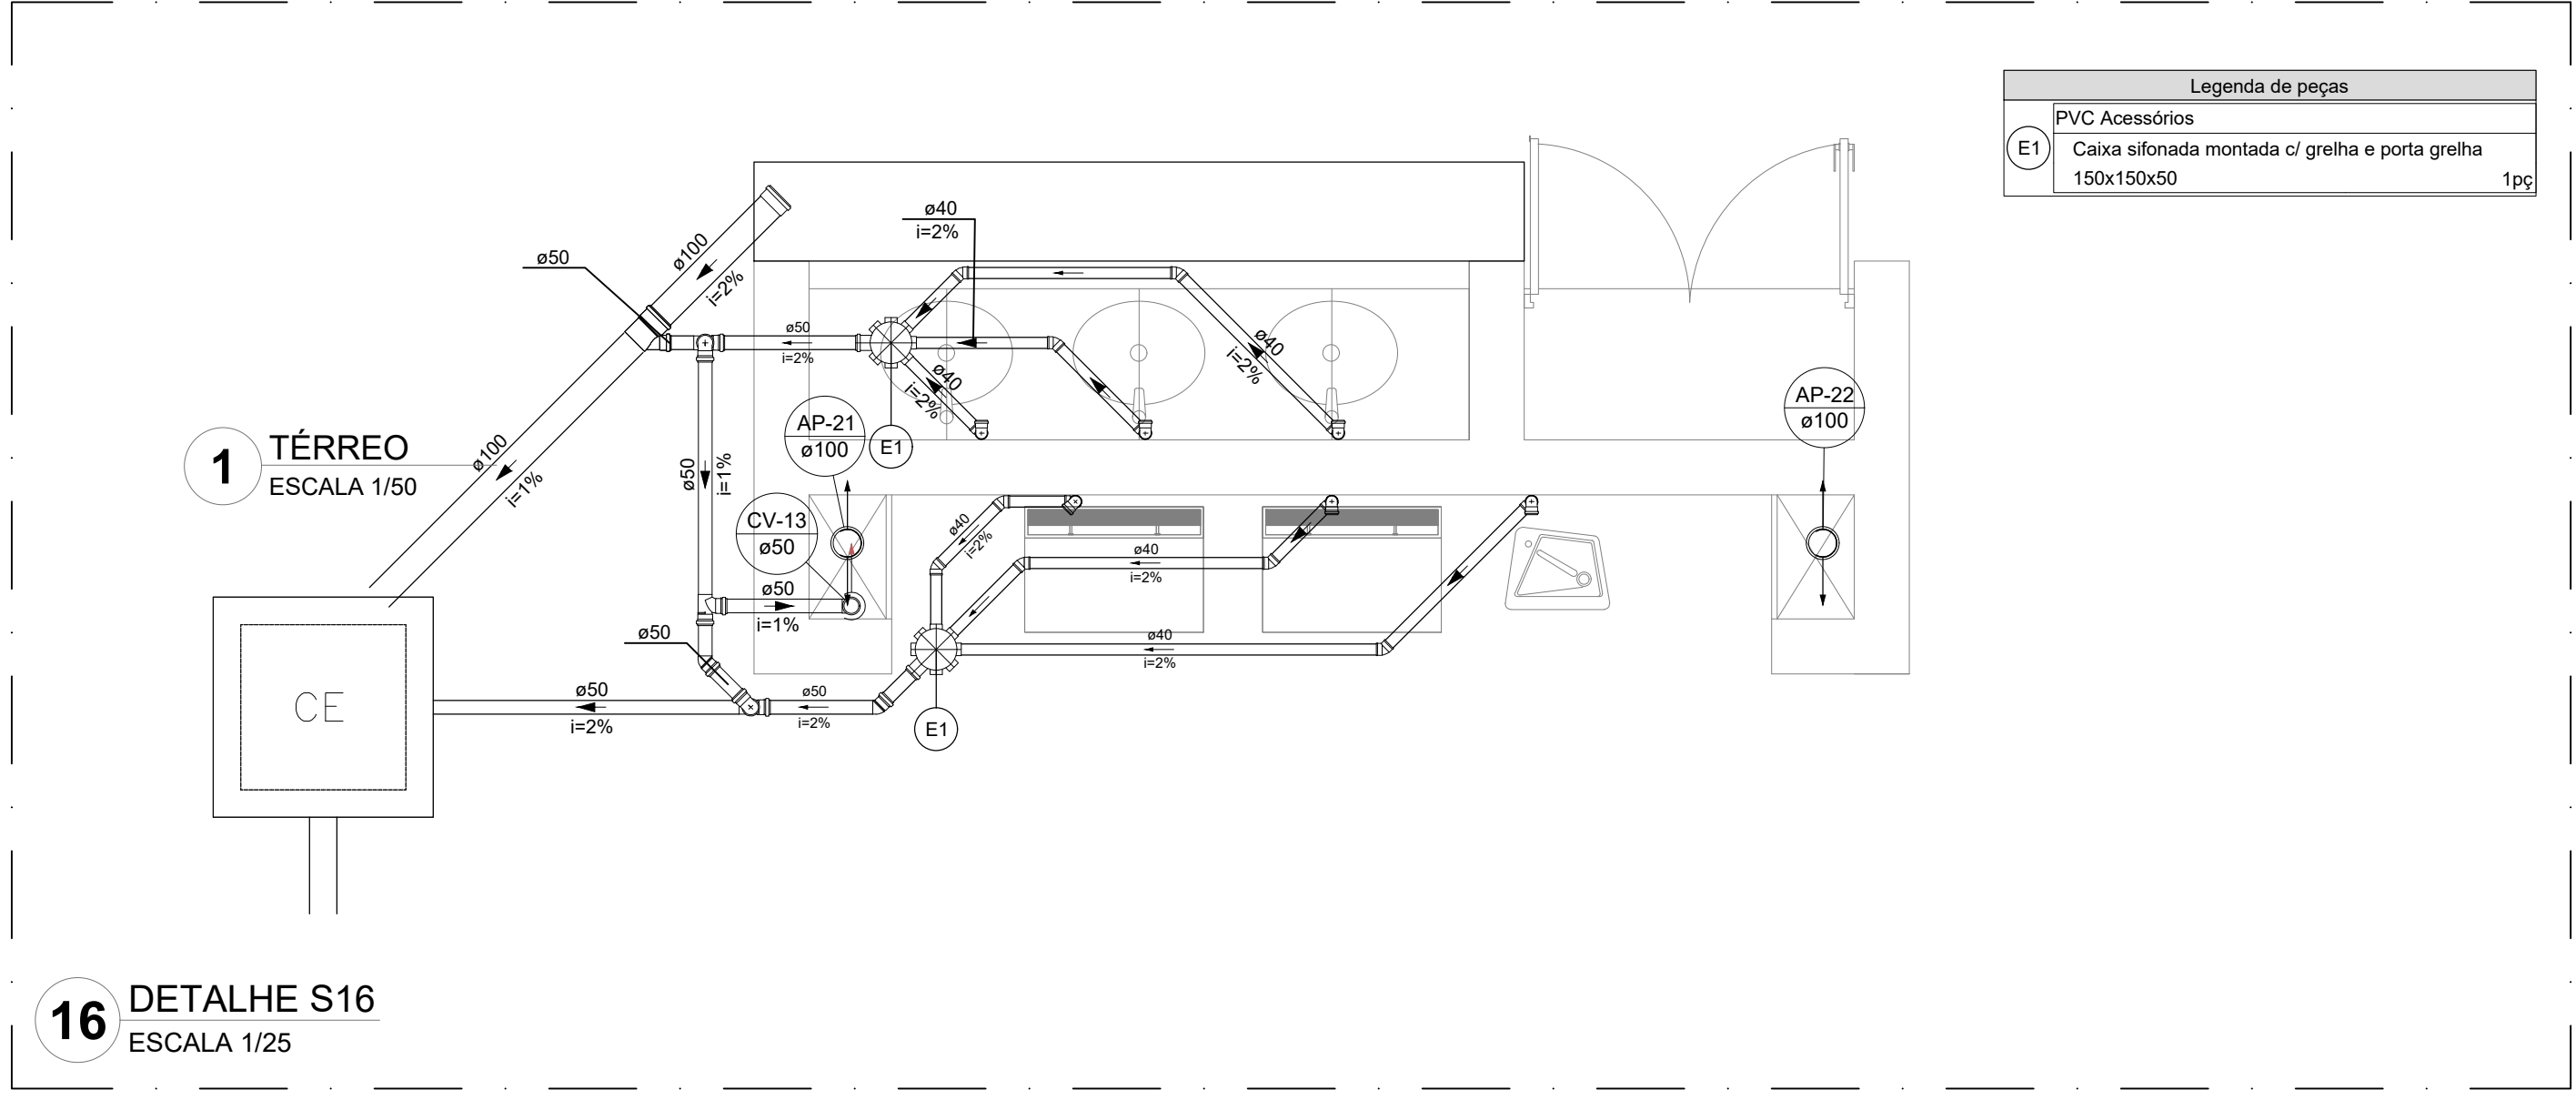 Legenda de peças
E1
PVC Acessórios
Caixa sifonada montada c/ grelha e porta grelha
150x150x50
1pç
ø40
i=2%
ø50
ø100
i=2%
ø50
i=2%
ø40
i=2%
ø40
i=2%
AP-21
ø100
E1
AP-22
ø100
1
TÉRREO
ESCALA 1/50
ø100
i=1%
ø50
i=1%
CV-13
ø50
ø40
i=2%
ø40
i=2%
ø50
i=1%
ø50
ø40
i=2%
CE
ø50
i=2%
ø50
i=2%
E1
16
DETALHE S16
ESCALA 1/25